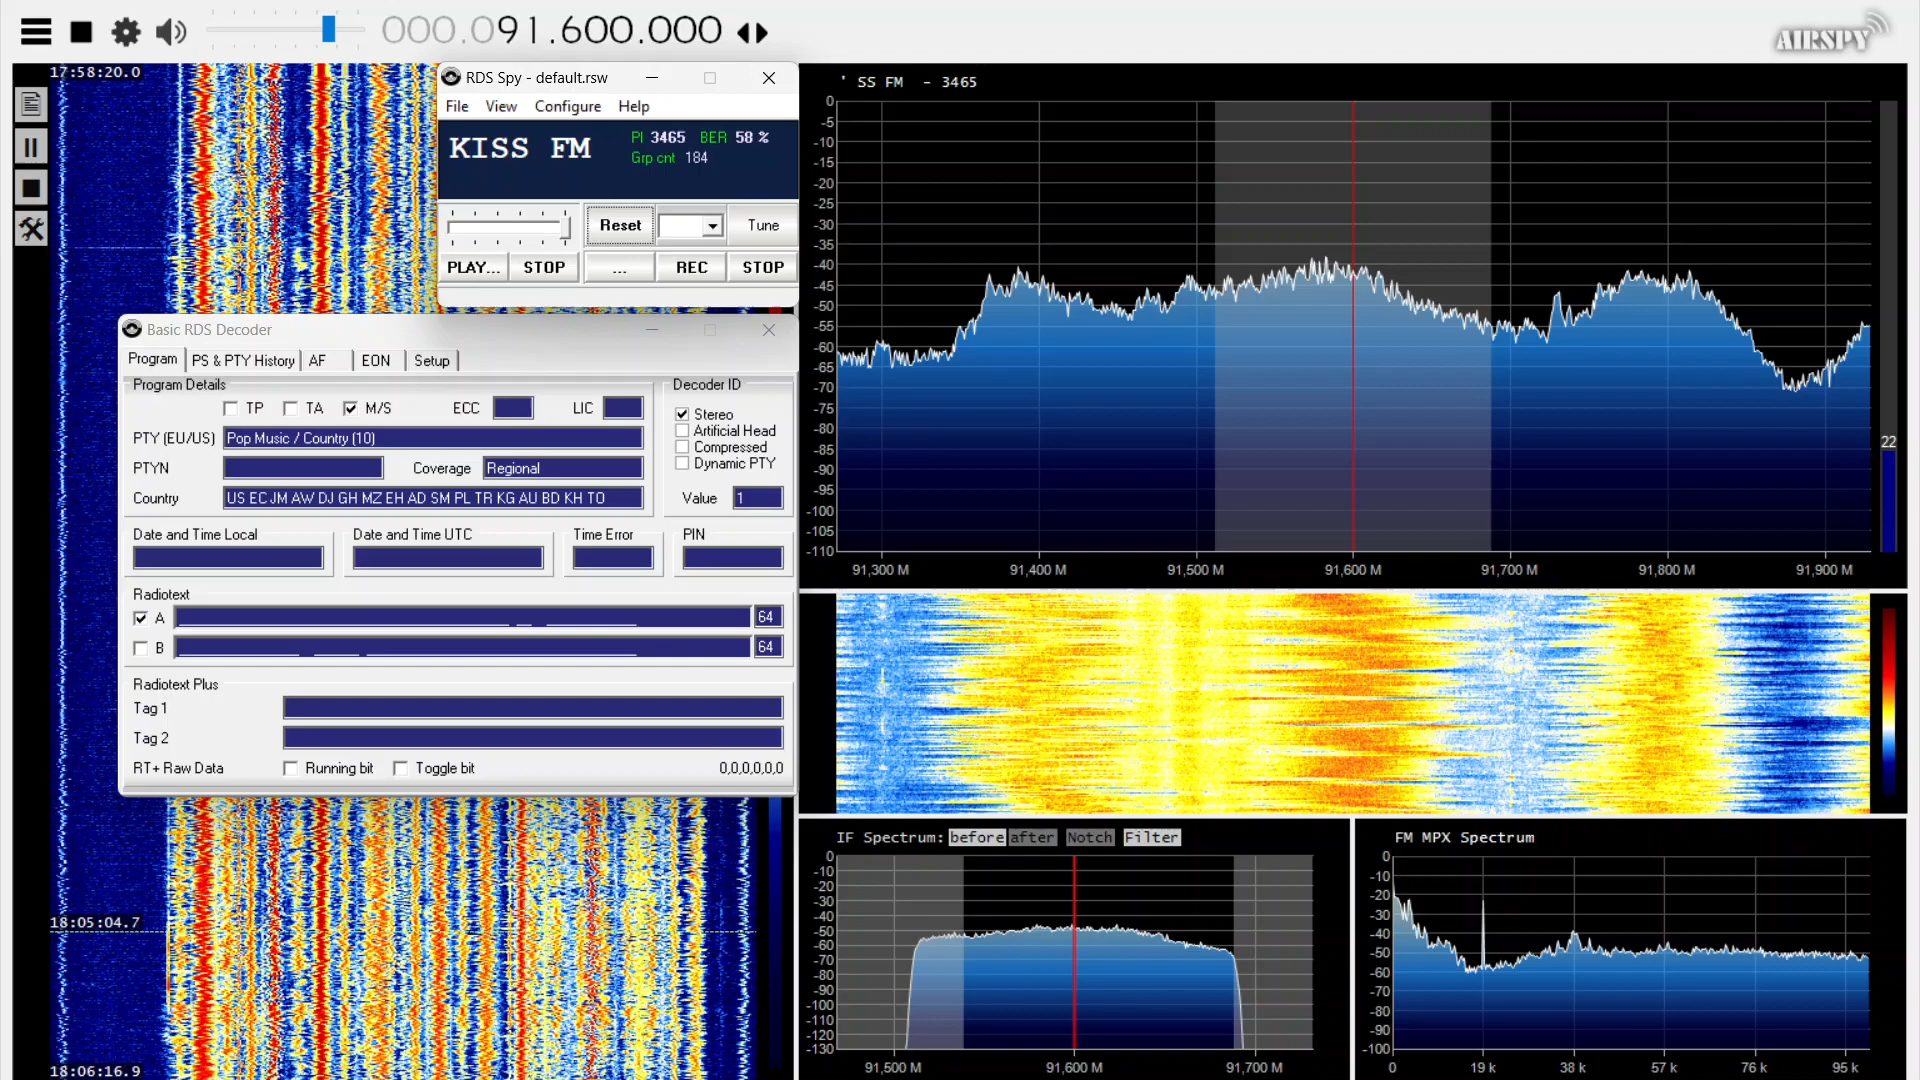 000.091.600.000
AIRSPY
17:58:20.0
RDS Spy - default.rsw
File View Configure Help
KISS FM
PI 3465 BER 58 %
Grp cnt 184
Reset
Tune
PLAY... STOP ... REC STOP
Basic RDS Decoder
Program PS & PTY History AF EON Setup
Program Details
TP TA M/S ECC LIC
PTY (EU/US) Pop Music / Country (10)
PTYN Coverage Regional
Country US EC JM AW DJ GH MZ EH AD SM PL TR KG AU BD KH TO
Decoder ID
Stereo
Artificial Head
Compressed
Dynamic PTY
Value 1
Date and Time Local Date and Time UTC Time Error PIN
Radiotext
A 64
B 64
Radiotext Plus
Tag 1
Tag 2
RT+ Raw Data Running bit Toggle bit 0,0,0,0,0,0
18:05:04.7
18:06:16.9
' SS FM - 3465
0
-5
-10
-15
-20
-25
-30
-35
-40
-45
-50
-55
-60
-65
-70
-75
-80
-85
-90
-95
-100
-105
-110
22
91,300 M 91,400 M 91,500 M 91,600 M 91,700 M 91,800 M 91,900 M
IF Spectrum: before after Notch Filter
0
-10
-20
-30
-40
-50
-60
-70
-80
-90
-100
-110
-120
-130
91,500 M 91,600 M 91,700 M
FM MPX Spectrum
0
-10
-20
-30
-40
-50
-60
-70
-80
-90
-100
0 19 k 38 k 57 k 76 k 95 k